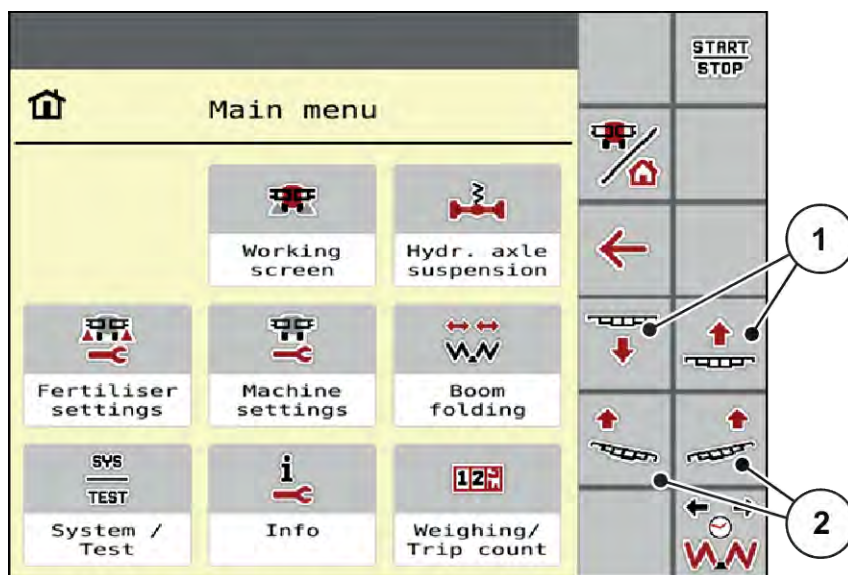 START
STOP
Main menu
Working
screen
Hydr. axle
suspension
1
Fertiliser
settings
Machine
settings
Boom
folding
SYS
TEST
System /
Test
i
Info
12
Weighing/
Trip count
2